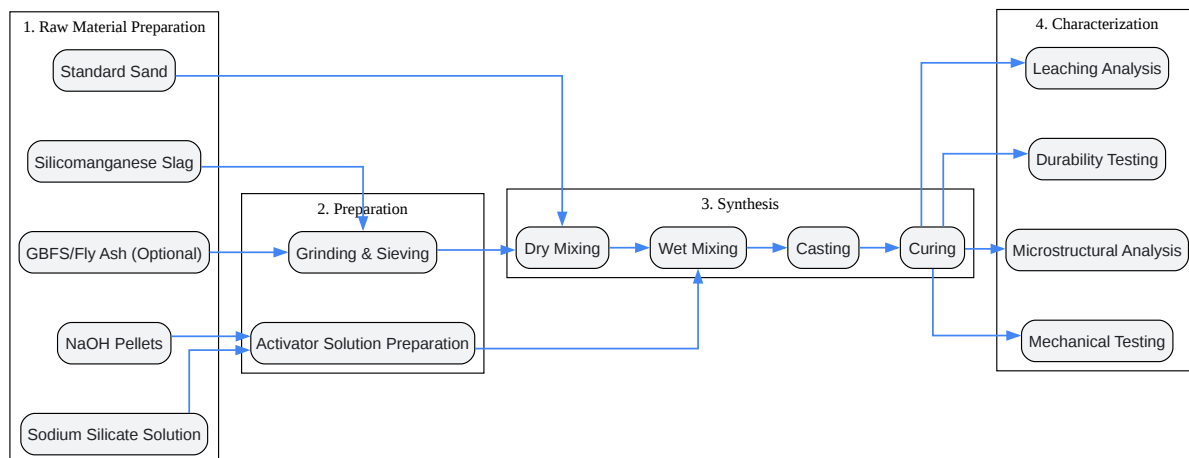 1. Raw Material Preparation
Standard Sand
Silicomanganese Slag
GBFS/Fly Ash (Optional)
NaOH Pellets
Sodium Silicate Solution
2. Preparation
Grinding & Sieving
Activator Solution Preparation
3. Synthesis
Dry Mixing
Wet Mixing
Casting
Curing
4. Characterization
Leaching Analysis
Durability Testing
Microstructural Analysis
Mechanical Testing